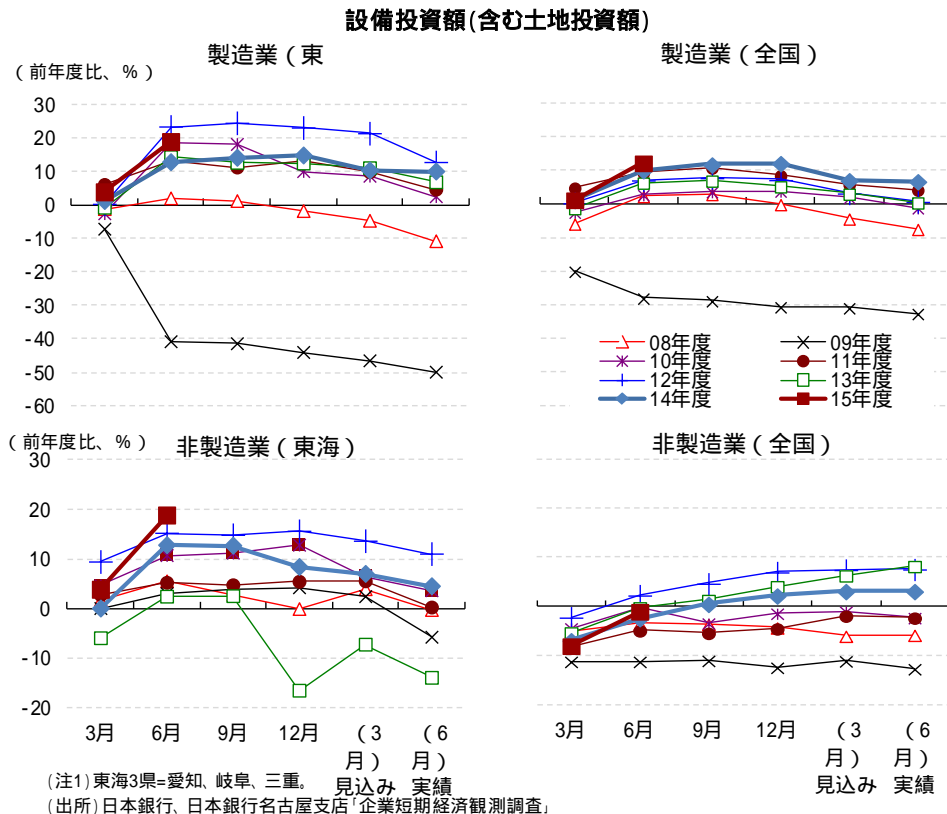 設備投資額(含む土地投資額)
製造業（東
製造業（全国）
（前年度比、%）
30
20
10
0
-10
-20
-30
-40
-50
-60
08年度
09年度
10年度
11年度
12年度
13年度
14年度
15年度
（前年度比、%）
非製造業（東海）
非製造業（全国）
30
20
10
0
-10
-20
3月
6月
9月
12月
（3月）見込み
（6月）実績
3月
6月
9月
12月
（3月）見込み
（6月）実績
(注1)東海3県=愛知、岐阜、三重。
(出所)日本銀行、日本銀行名古屋支店「企業短期経済観測調査」